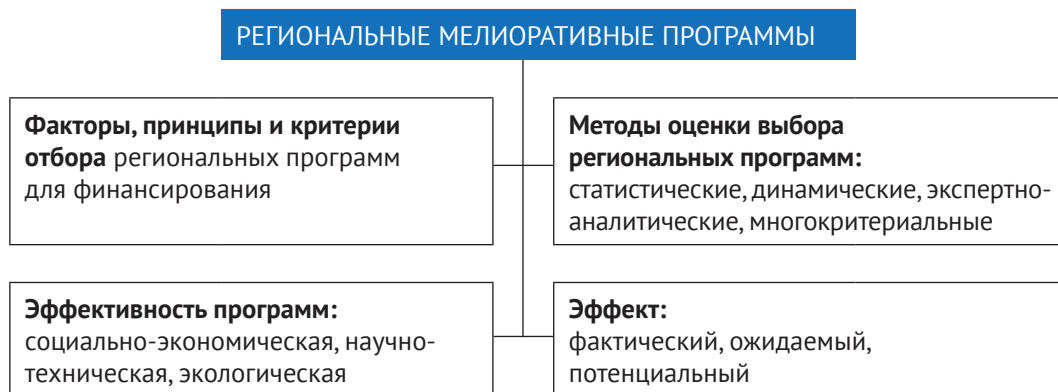 РЕГИОНАЛЬНЫЕ МЕЛИОРАТИВНЫЕ ПРОГРАММЫ
Факторы, принципы и критерии
отбора региональных программ
для финансирования
Методы оценки выбора
региональных программ:
статистические, динамические, экспертно-
аналитические, многокритериальные
Эффективность программ:
социально-экономическая, научно-
техническая, экологическая
Эффект:
фактический, ожидаемый,
потенциальный